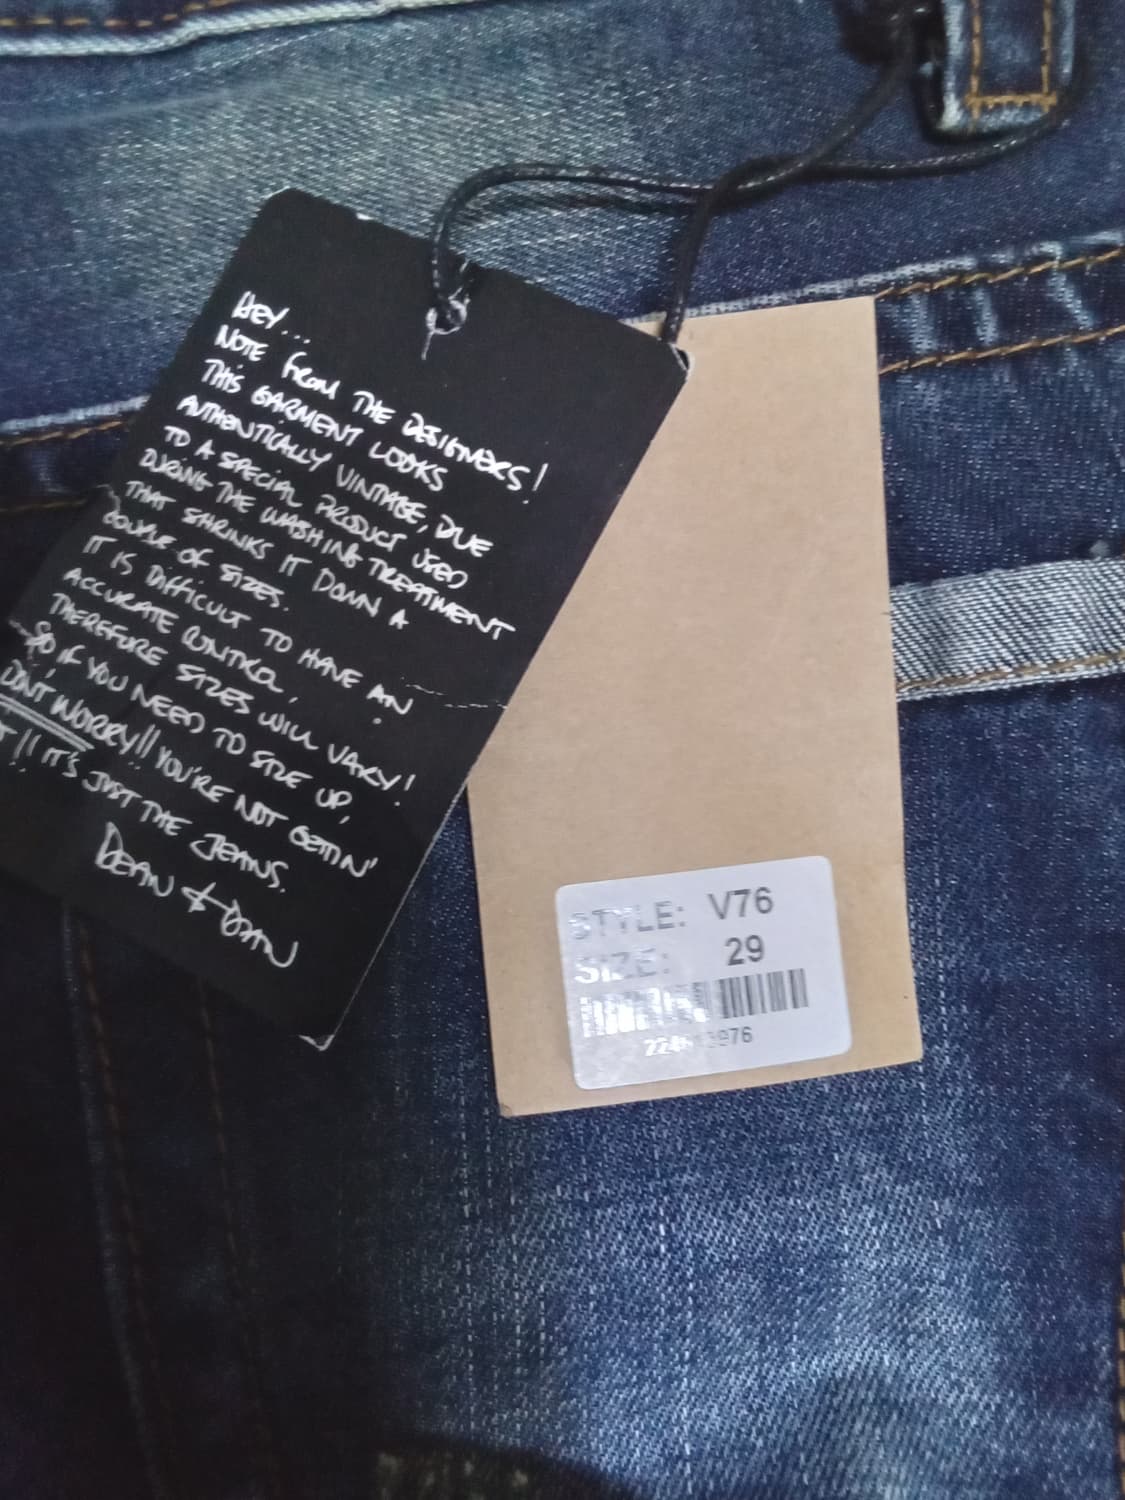 HEY...
NOTE FROM THE DESIGNERS!
THIS GARMENT LOOKS
AUTHENTICALLY VINTAGE, DUE
TO A SPECIAL PRODUCT USED
DURING THE WASHING TREATMENT
THAT SHRINKS IT DOWN A
COUPLE OF SIZES.
IT IS DIFFICULT TO HAVE AN
ACCURATE CONTROL,
THEREFORE SIZES WILL VARY!
SO, IF YOU NEED TO SIZE UP,
DON'T WORRY!! YOU'RE NOT GETTIN'
!! IT'S JUST THE JEANS.
DEAN & DAN
STYLE: V76
SIZE: 29